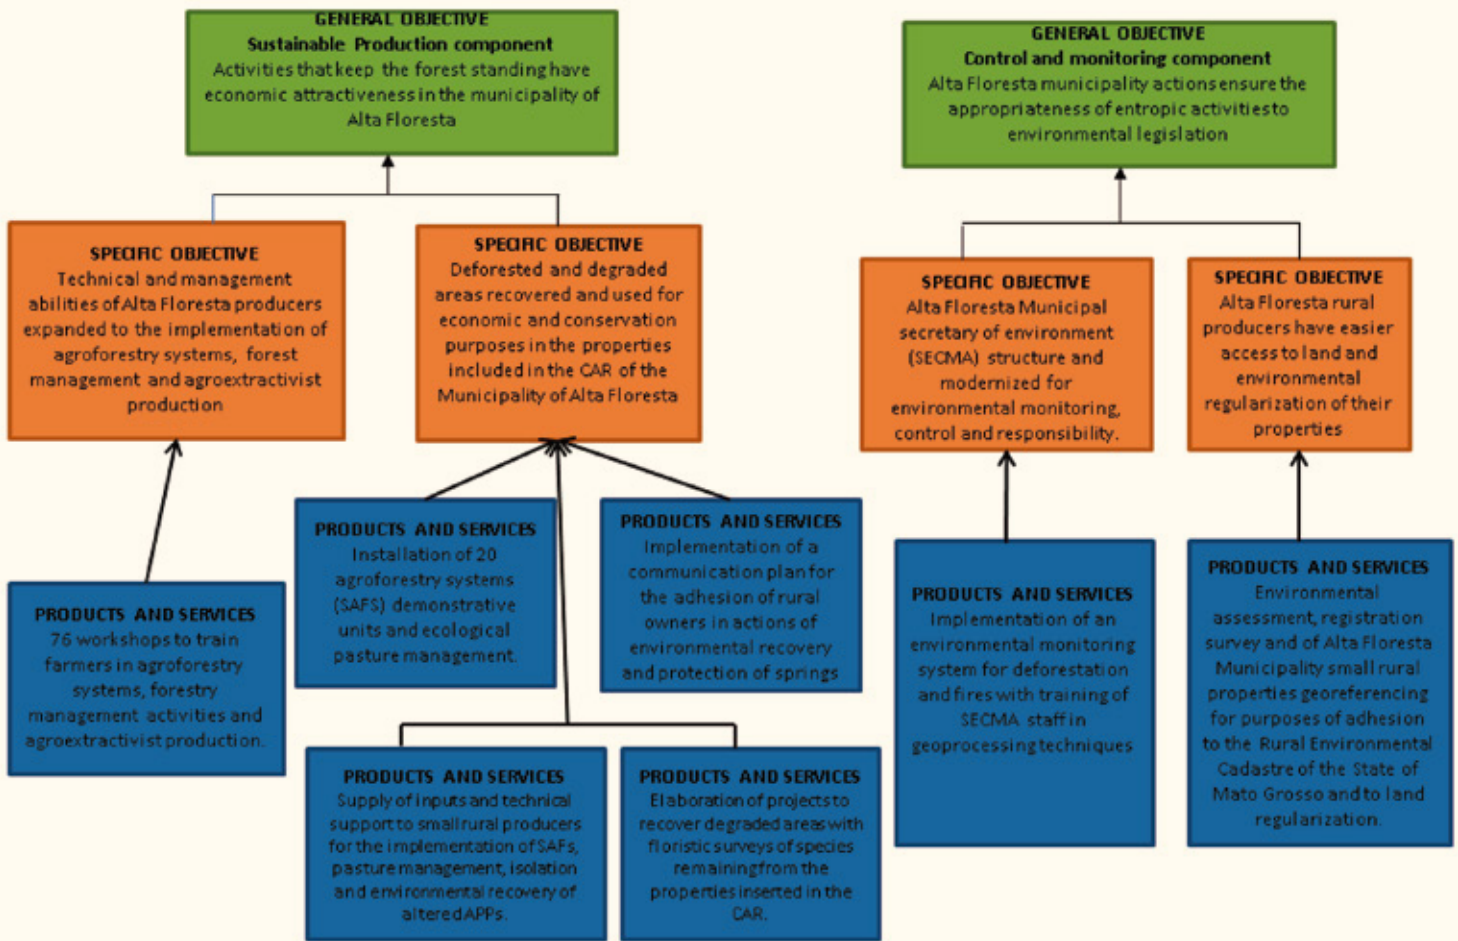 GENERAL OBJECTIVE
Sustainable Production component
Activities that keep the forest standing have
economic attractiveness in the municipality of
Alta Floresta
GENERAL OBJECTIVE
Control and monitoring component
Alta Floresta municipality actions ensure the
appropriateness of entropic activities to
environmental legislation
SPECIFIC OBJECTIVE
Technical and management
abilities of Alta Floresta producers
expanded to the implementation of
agroforestry systems, forest
management and agroextractivist
production
SPECIFIC OBJECTIVE
Deforested and degraded
areas recovered and used for
economic and conservation
purposes in the properties
included in the CAR of the
Municipality of Alta Floresta
SPECIFIC OBJECTIVE
Alta Floresta Municipal
secretary of environment
(SECMA) structure and
modernized for
environmental monitoring,
control and responsibility.
SPECIFIC OBJECTIVE
Alta Floresta rural
producers have easier
access to land and
environmental
regularization of their
properties
PRODUCTS AND SERVICES
76 workshops to train
farmers in agroforestry
systems, forestry
management activities and
agroextractivist production.
PRODUCTS AND SERVICES
Installation of 20
agroforestry systems
(SAFS) demonstrative
units and ecological
pasture management.
PRODUCTS AND SERVICES
Implementation of a
communication plan for
the adhesion of rural
owners in actions of
environmental recovery
and protection of springs
PRODUCTS AND SERVICES
Supply of inputs and technical
support to small rural producers
for the implementation of SAFs,
pasture management, isolation
and environmental recovery of
altered APPs.
PRODUCTS AND SERVICES
Elaboration of projects to
recover degraded areas with
floristic surveys of species
remaining from the
properties inserted in the
CAR.
PRODUCTS AND SERVICES
Implementation of an
environmental monitoring
system for deforestation
and fires with training of
SECMA staff in
geoprocessing techniques
PRODUCTS AND SERVICES
Environmental
assessment, registration
survey and of Alta Floresta
Municipality small rural
properties georeferencing
for purposes of adhesion
to the Rural Environmental
Cadastre of the State of
Mato Grosso and to land
regularization.